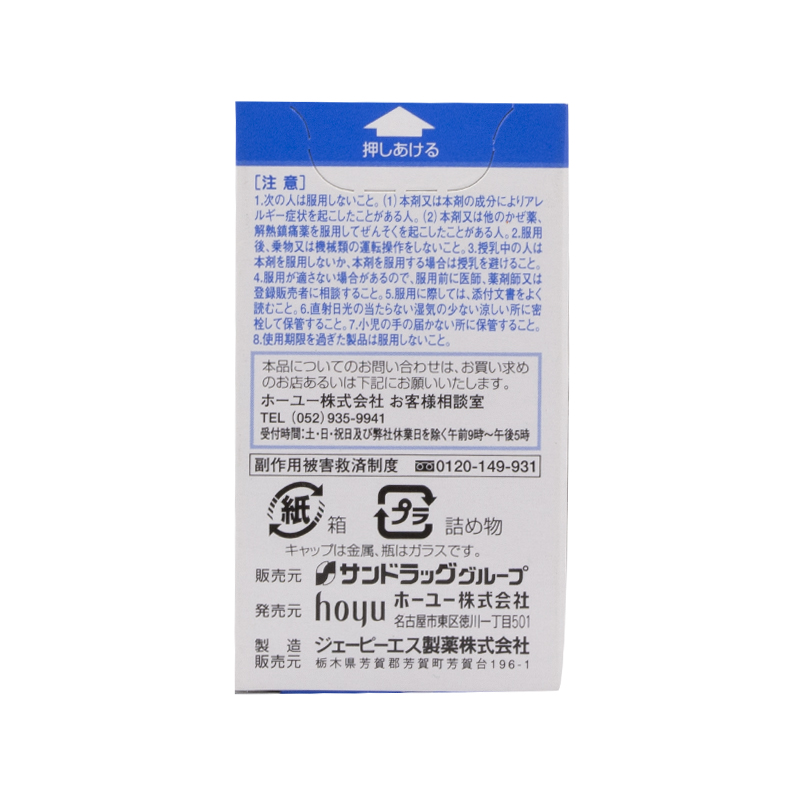 押しあける
［注 意］
1.次の人は服用しないこと。（1）本剤又は本剤の成分によりアレ
ルギー症状を起こしたことがある人。（2）本剤又は他のかぜ薬、
解熱鎮痛薬を服用してぜんそくを起こしたことがある人。2.服用
後、乗物又は機械類の運転操作をしないこと。3.授乳中の人は
本剤を服用しないか、本剤を服用する場合は授乳を避けること。
4.服用が適さない場合があるので、服用前に医師、薬剤師又は
登録販売者に相談すること。5.服用に際しては、添付文書をよく
読むこと。6.直射日光の当たらない湿気の少ない涼しい所に密
栓して保管すること。7.小児の手の届かない所に保管すること。
8.使用期限を過ぎた製品は服用しないこと。
本品についてのお問い合わせは、お買い求め
のお店あるいは下記にお願いいたします。
ホーユー株式会社 お客様相談室
TEL（052）935-9941
受付時間：土・日・祝日及び弊社休業日を除く午前9時〜午後5時
副作用被害救済制度 0120-149-931
紙 箱 プラ 詰め物
キャップは金属、瓶はガラスです。
販売元 サンドラッググループ
発売元 hoyu ホーユー株式会社
名古屋市東区徳川一丁目501
製造 ジェーピーエス製薬株式会社
販売元 栃木県芳賀郡芳賀町芳賀台196-1